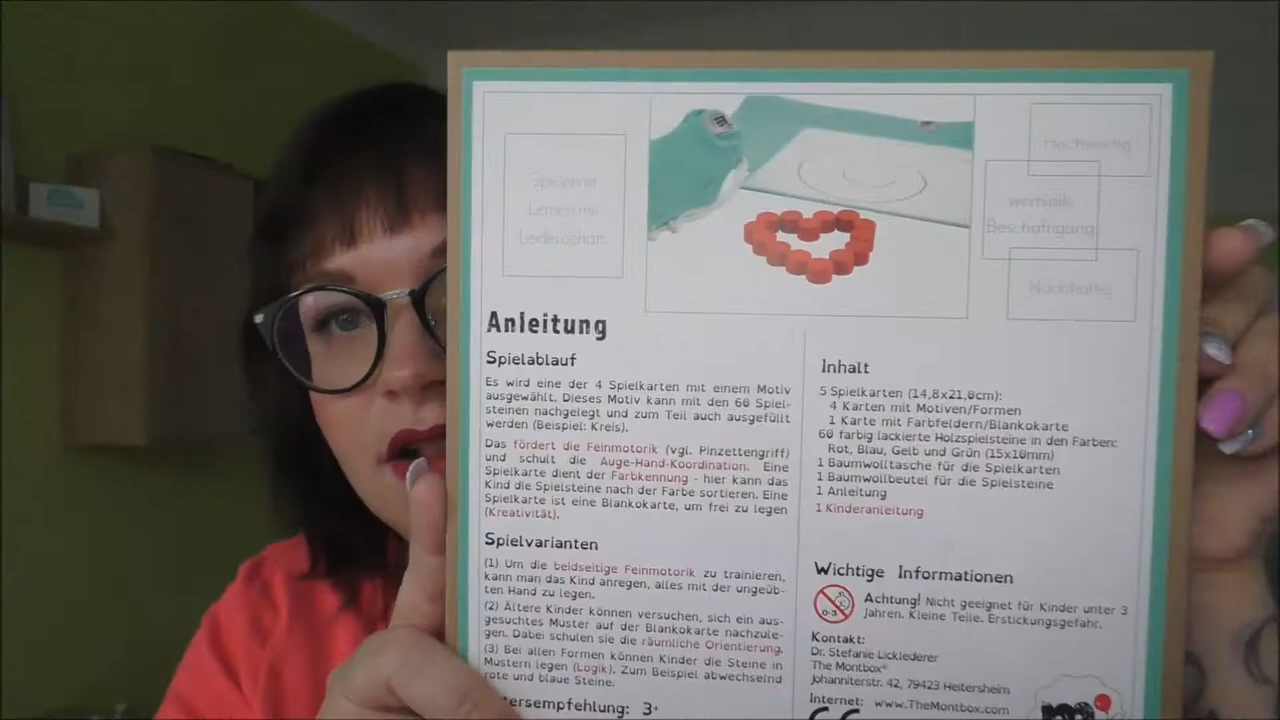 Spielen mit
Lernen mit
Leidenschaft
Hochwertig
wertvolle
Beschäftigung
Nachhaltig
Anleitung
Spielablauf
Es wird eine der 4 Spielkarten mit einem Motiv
ausgewählt. Dieses Motiv kann mit den 60 Spiel-
steinen nachgelegt und zum Teil auch ausgefüllt
werden (Beispiel: Kreis).
Das fördert die Feinmotorik (vgl. Pinzettengriff)
und schult die Auge-Hand-Koordination. Eine
Spielkarte dient der Farbkennung - hier kann das
Kind die Spielsteine nach der Farbe sortieren. Eine
Spielkarte ist eine Blankokarte, um frei zu legen
(Kreativität).
Spielvarianten
(1) Um die beidseitige Feinmotorik zu trainieren,
kann man das Kind anregen, alles mit der ungeüb-
ten Hand zu legen.
(2) Ältere Kinder können versuchen, sich ein aus-
gesuchtes Muster auf der Blankokarte nachzule-
gen. Dabei schulen sie die räumliche Orientierung.
(3) Bei allen Formen können Kinder die Steine in
Mustern legen (Logik). Zum Beispiel abwechselnd
rote und blaue Steine.
tersempfehlung: 3+
Inhalt
5 Spielkarten (14,8x21,0cm):
4 Karten mit Motiven/Formen
1 Karte mit Farbfeldern/Blankokarte
60 farbig lackierte Holzspielsteine in den Farben:
Rot, Blau, Gelb und Grün (15x10mm)
1 Baumwolltasche für die Spielkarten
1 Baumwollbeutel für die Spielsteine
1 Anleitung
1 Kinderanleitung
Wichtige Informationen
0-3
Achtung! Nicht geeignet für Kinder unter 3
Jahren. Kleine Teile. Erstickungsgefahr.
Kontakt:
Dr. Stefanie Licklederer
The Montbox®
Johanniterstr. 42, 79423 Heitersheim
Internet: www.TheMontbox.com
CE